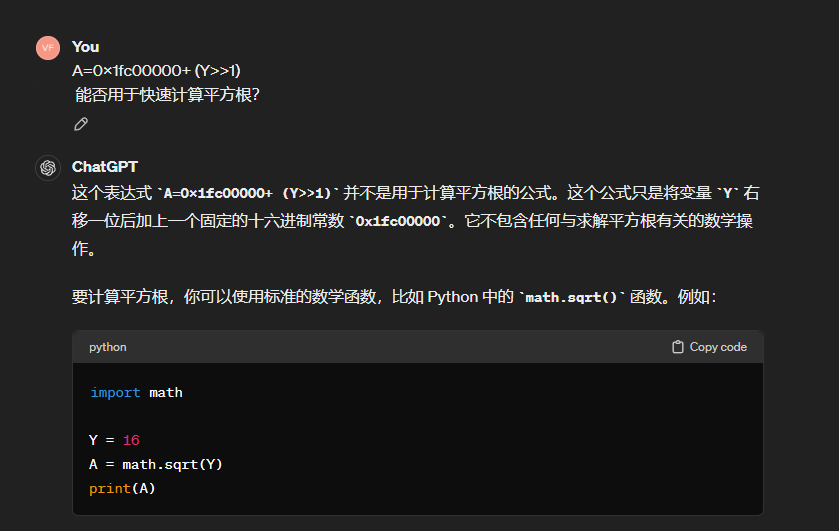 VF
You
A=0×1fc00000+ (Y>>1)
能否用于快速计算平方根?
ChatGPT
这个表达式 `A=0x1fc00000+ (Y>>1)` 并不是用于计算平方根的公式。这个公式只是将变量 `Y` 右
移一位后加上一个固定的十六进制常数 `0x1fc00000`。它不包含任何与求解平方根有关的数学操
作。
要计算平方根，你可以使用标准的数学函数，比如 Python 中的 `math.sqrt()` 函数。例如：
python
Copy code
import math
Y = 16
A = math.sqrt(Y)
print(A)